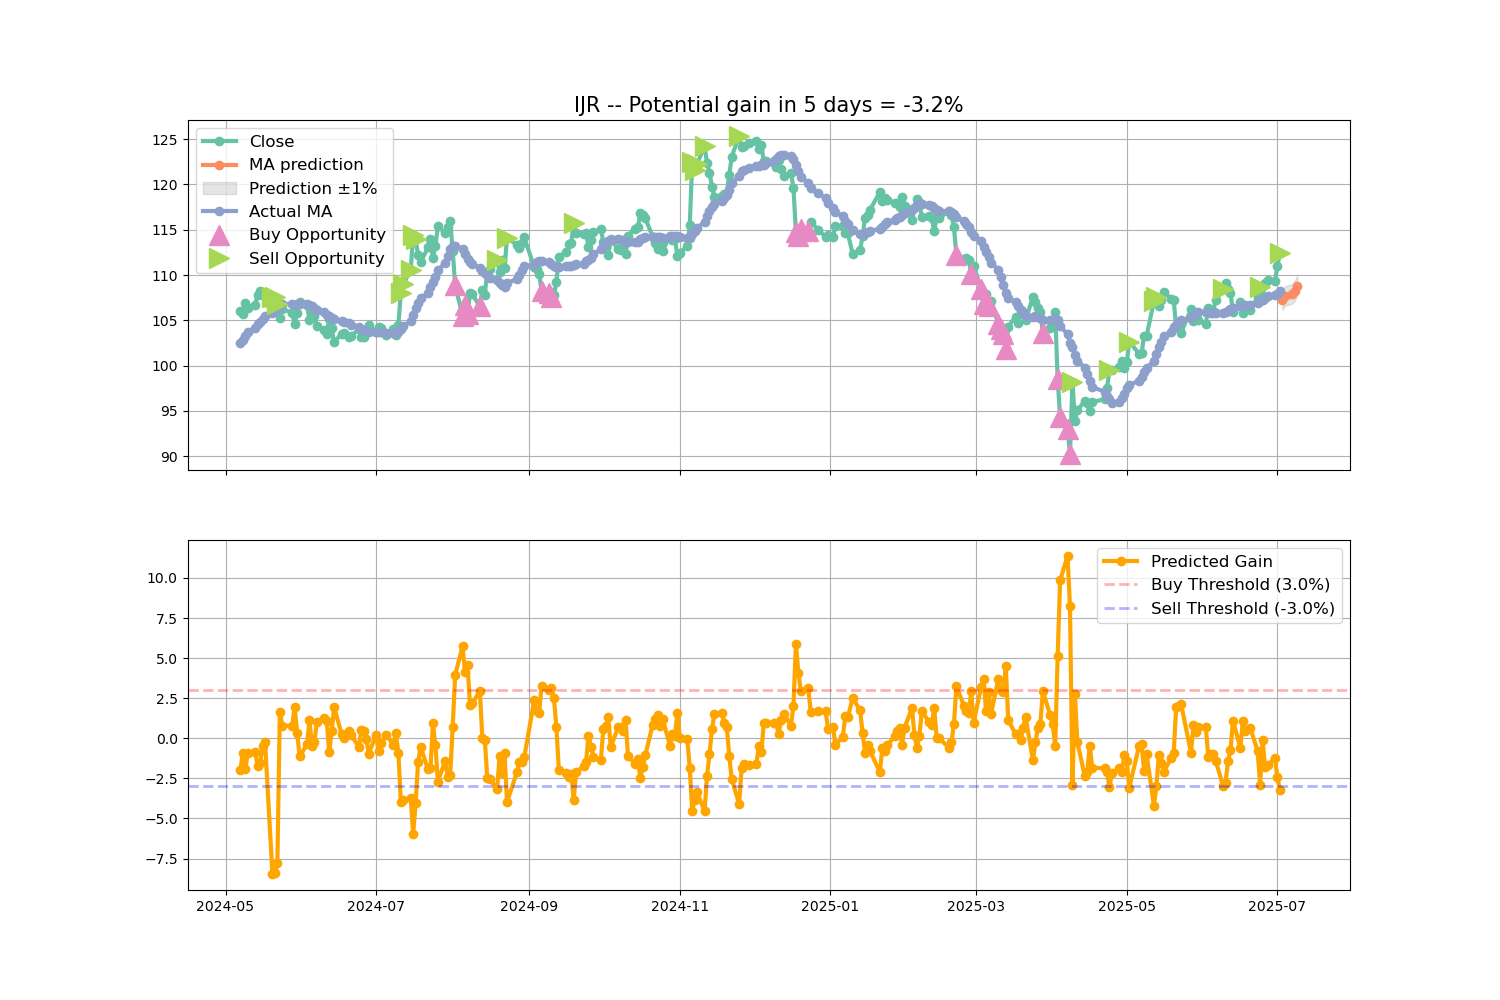 IJR -- Potential gain in 5 days = -3.2%
125
120
115
110
105
100
95
90
Close
MA prediction
Prediction ±1%
Actual MA
Buy Opportunity
Sell Opportunity
10.0
7.5
5.0
2.5
0.0
−2.5
−5.0
−7.5
Predicted Gain
Buy Threshold (3.0%)
Sell Threshold (-3.0%)
2024-05 2024-07 2024-09 2024-11 2025-01 2025-03 2025-05 2025-07